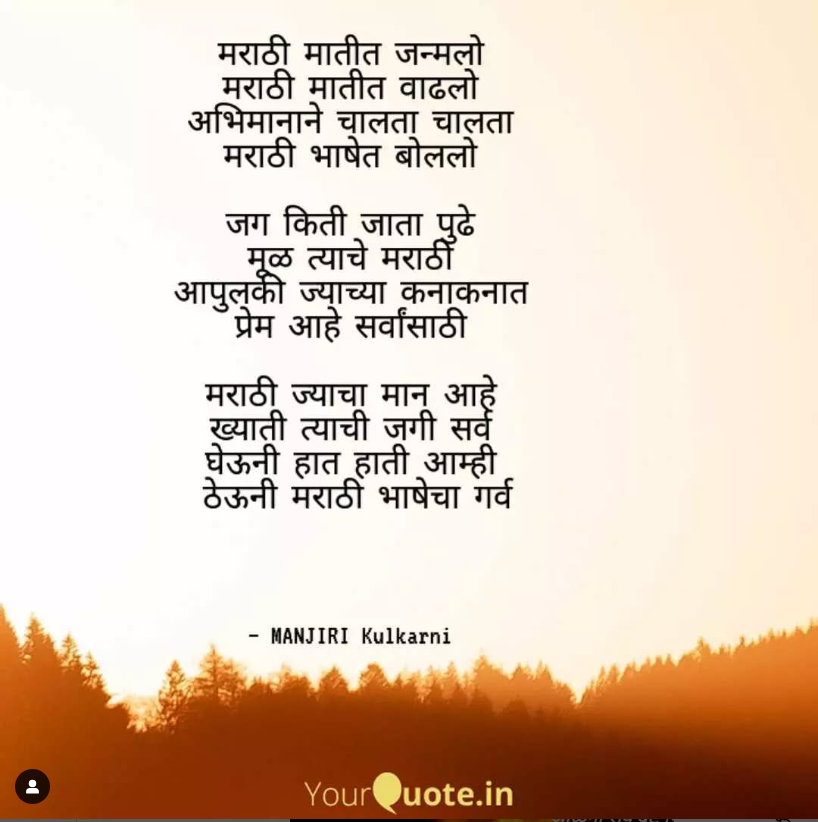 मराठी मातीत जन्मलो
मराठी मातीत वाढलो
अभिमानाने चालता चालता
मराठी भाषेत बोललो
जग किती जाता पुढे
मूळ त्याचे मराठी
आपुलकी ज्याच्या कनाकनात
प्रेम आहे सर्वांसाठी
मराठी ज्याचा मान आहे
ख्याती त्याची जगी सर्व
घेऊनी हात हाती आम्ही
ठेऊनी मराठी भाषेचा गर्व
- MANJIRI Kulkarni
YourQuote.in